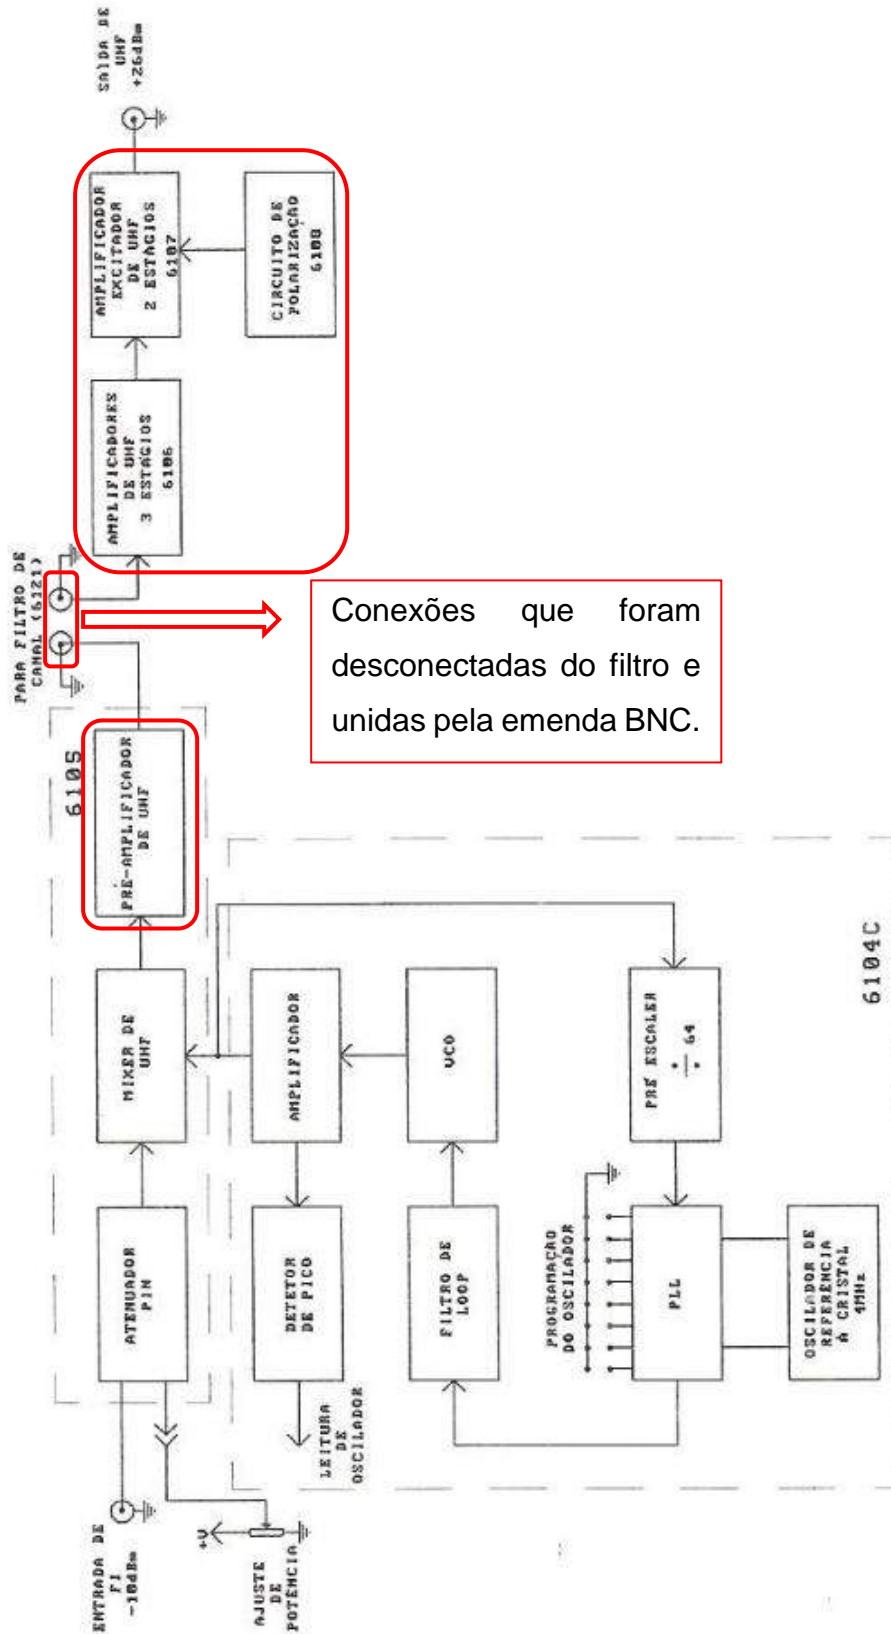 ENTRADA DE
FI
-10dBm
AJUSTE
DE
POTÊNCIA
+V
ATENUADOR
PIN
MIXER DE
UHF
PRÉ-AMPLIFICADOR
DE UHF
6105
PARA FILTRO DE
CANAL (6121)
AMPLIFICADORES
DE UHF
3 ESTÁGIOS
6106
AMPLIFICADOR
EXCITADOR
DE UHF
2 ESTÁGIOS
6107
CIRCUITO DE
POLARIZAÇÃO
6108
SAÍDA DE
UHF
+26dBm
Conexões que foram
desconectadas do filtro e
unidas pela emenda BNC.
LEITURA
DE
OSCILADOR
DETETOR
DE PICO
AMPLIFICADOR
FILTRO DE
LOOP
VCO
PROGRAMAÇÃO
DO OSCILADOR
PLL
PRÉ ESCALER
÷ 64
OSCILADOR DE
REFERÊNCIA
À CRISTAL
4MHz
6104C